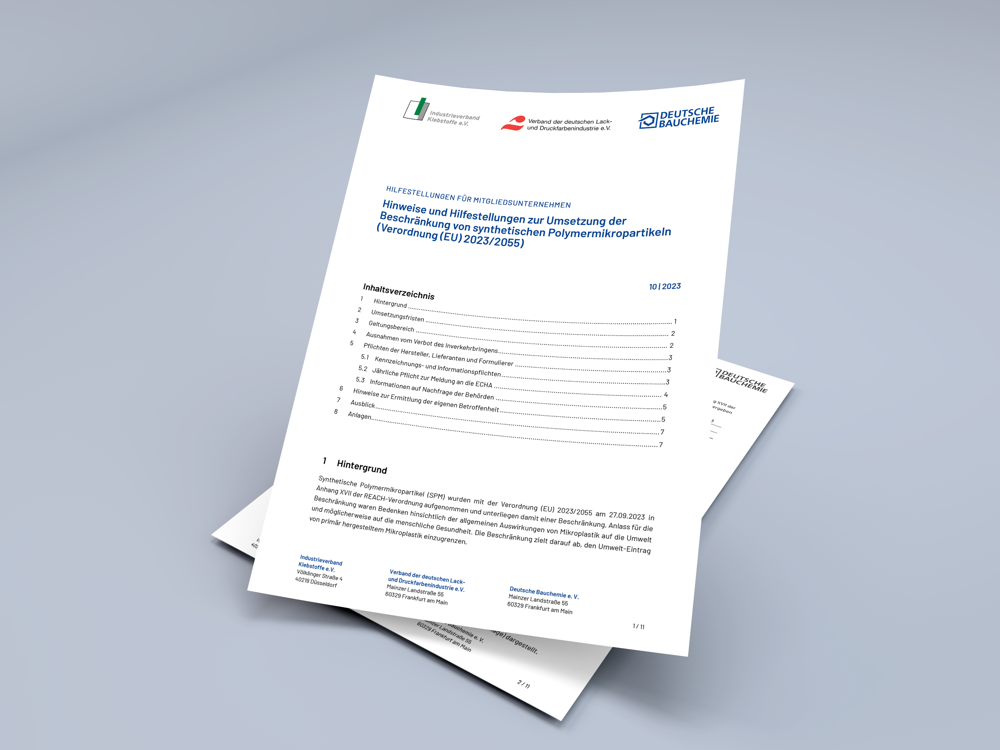 Industrieverband
Klebstoffe e.V.
Verband der deutschen Lack-
und Druckfarbenindustrie e.V.
DEUTSCHE
BAUCHEMIE
HILFESTELLUNGEN FÜR MITGLIEDSUNTERNEHMEN
Hinweise und Hilfestellungen zur Umsetzung der
Beschränkung von synthetischen Polymermikropartikeln
(Verordnung (EU) 2023/2055)
10 | 2023
Inhaltsverzeichnis
1 Hintergrund ... 1
2 Umsetzungsfristen ... 2
3 Geltungsbereich ... 2
4 Ausnahmen vom Verbot des Inverkehrbringens ... 3
5 Pflichten der Hersteller, Lieferanten und Formulierer ... 3
5.1 Kennzeichnungs- und Informationspflichten ... 3
5.2 Jährliche Pflicht zur Meldung an die ECHA ... 4
5.3 Informationen auf Nachfrage der Behörden ... 5
6 Hinweise zur Ermittlung der eigenen Betroffenheit ... 5
7 Ausblick ... 7
8 Anlagen ... 7
1 Hintergrund
Synthetische Polymermikropartikel (SPM) wurden mit der Verordnung (EU) 2023/2055 am 27.09.2023 in
Anhang XVII der REACH-Verordnung aufgenommen und unterliegen damit einer Beschränkung. Anlass für die
Beschränkung waren Bedenken hinsichtlich der allgemeinen Auswirkungen von Mikroplastik auf die Umwelt
und möglicherweise auf die menschliche Gesundheit. Die Beschränkung zielt darauf ab, den Umwelt-Eintrag
von primär hergestelltem Mikroplastik einzugrenzen.
Industrieverband
Klebstoffe e.V.
Völklinger Straße 4
40219 Düsseldorf
Verband der deutschen Lack-
und Druckfarbenindustrie e.V.
Mainzer Landstraße 55
60329 Frankfurt am Main
Deutsche Bauchemie e. V.
Mainzer Landstraße 55
60329 Frankfurt am Main
1 / 11
DEUTSCHE
BAUCHEMIE
XVII der
ergeben
3
Bauchemie e. V.
Landstraße 55
60329 Frankfurt am Main
dargestellt.
2 / 11